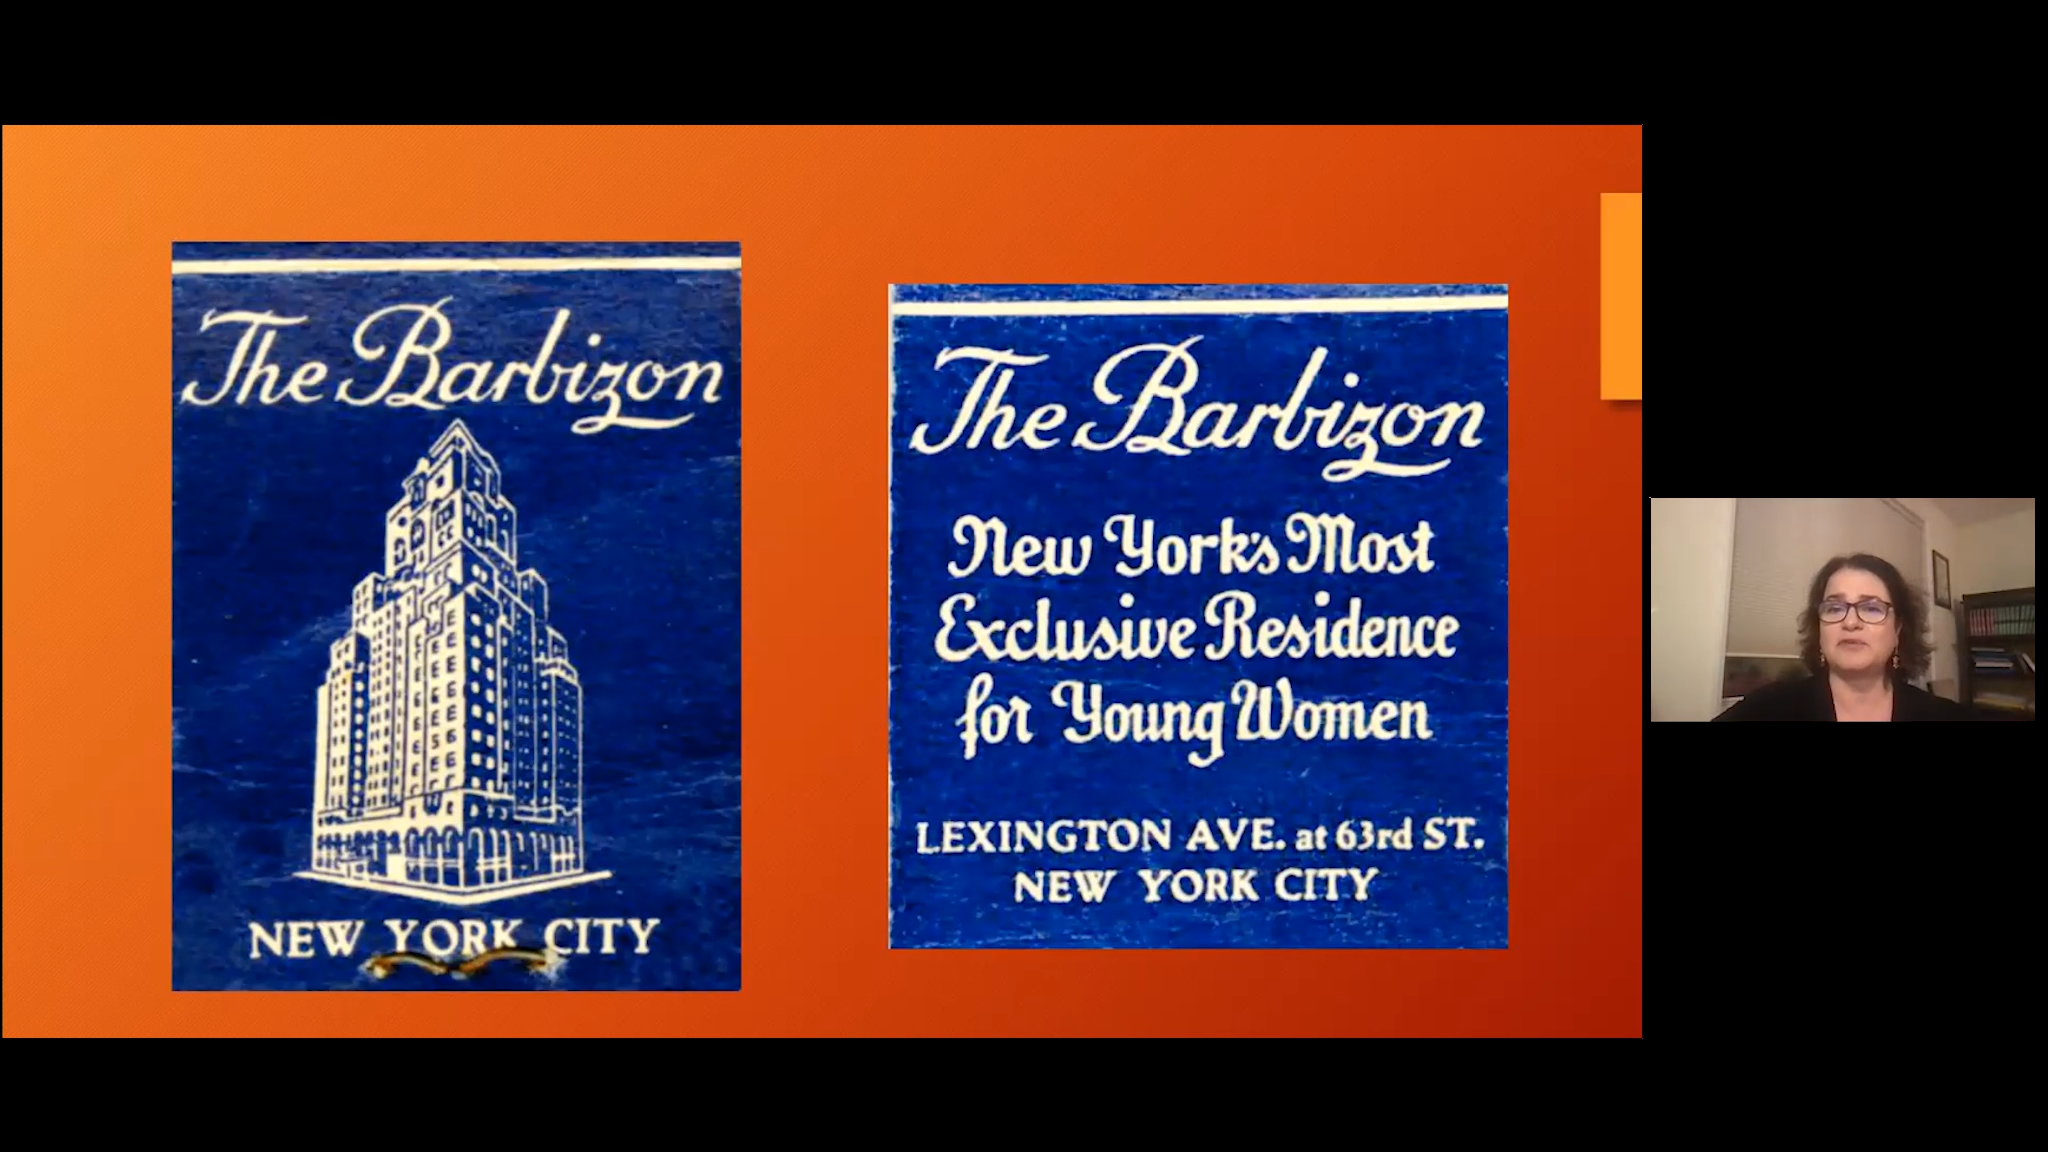 The Barbizon
NEW YORK CITY
The Barbizon
New York's Most
Exclusive Residence
for Young Women
LEXINGTON AVE. at 63rd ST.
NEW YORK CITY